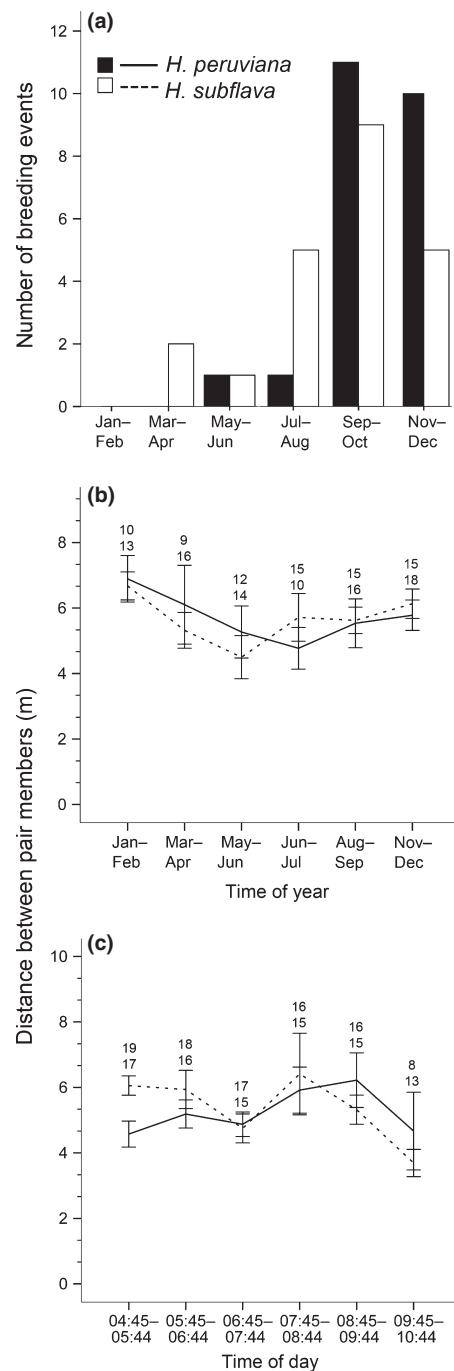 (a)
12
10
8
6
4
2
0
Number of breeding events
H. peruviana
H. subflava
Jan– Mar– May– Jul– Sep– Nov–
Feb Apr Jun Aug Oct Dec
(b)
8
6
4
2
0
Distance between pair members (m)
10 9 12 15 15 15
13 16 14 10 16 18
Jan– Mar– May– Jun– Aug– Nov–
Feb Apr Jun Jul Sep Dec
Time of year
(c)
10
8
6
4
2
0
19 18 17 16 16 8
17 16 15 15 15 13
04:45– 05:45– 06:45– 07:45– 08:45– 09:45–
05:44 06:44 07:44 08:44 09:44 10:44
Time of day